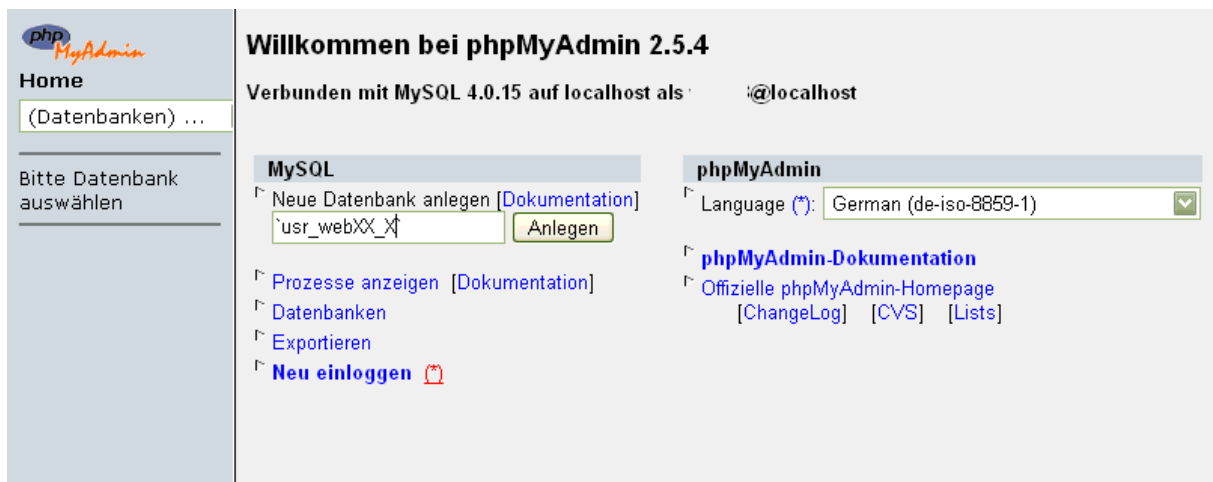 php
MyAdmin
Home
(Datenbanken) ...
Bitte Datenbank
auswählen
Willkommen bei phpMyAdmin 2.5.4
Verbunden mit MySQL 4.0.15 auf localhost als @localhost
MySQL
Neue Datenbank anlegen [Dokumentation]
`usr_webXX_X
Anlegen
Prozesse anzeigen [Dokumentation]
Datenbanken
Exportieren
Neu einloggen (*)
phpMyAdmin
Language (*): German (de-iso-8859-1)
phpMyAdmin-Dokumentation
Offizielle phpMyAdmin-Homepage
[ChangeLog] [CVS] [Lists]